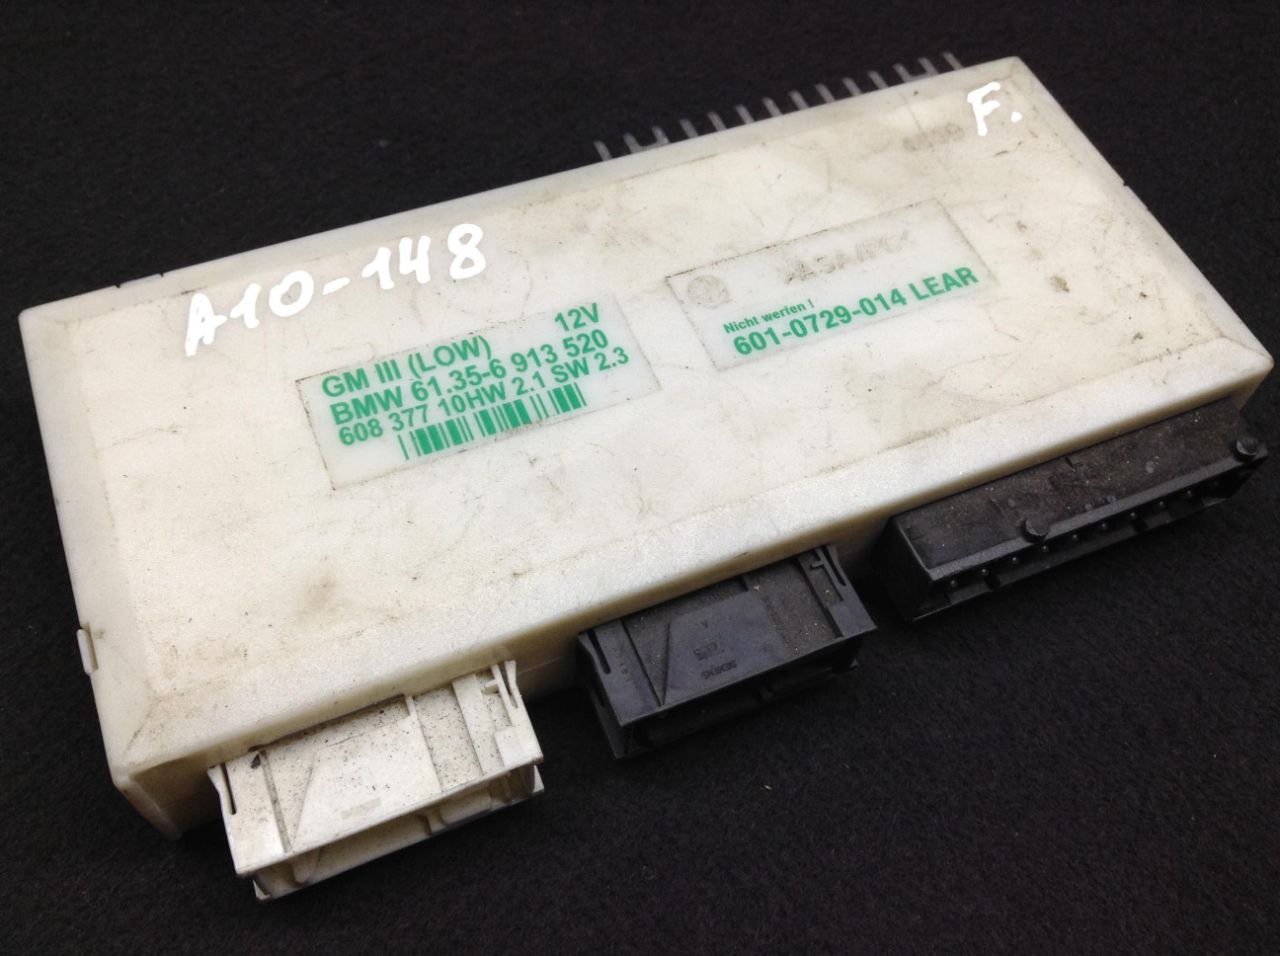 F.
A10-148
12V
GM III (LOW)
BMW 61.35-6 913 520
608 377 10HW 2.1 SW 2.3
Nicht werfen !
601-0729-014 LEAR
SIEMENS